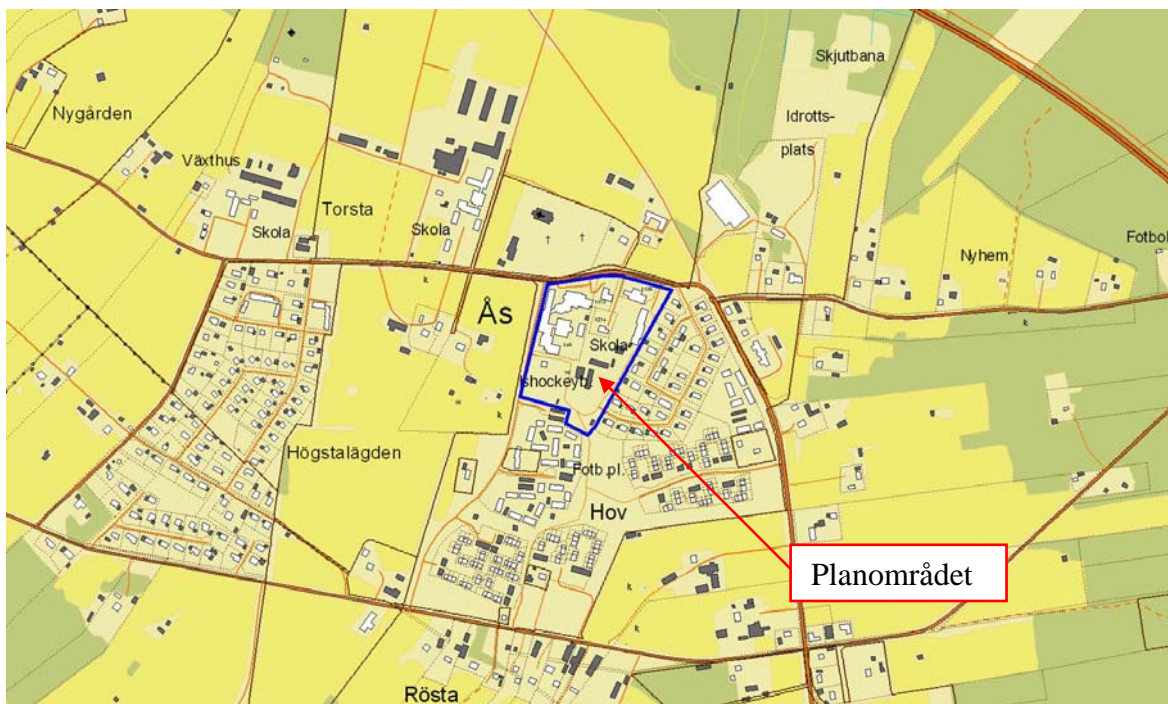 Skjutbana
Idrotts-
plats
Nygården
Växthus
Torsta
Skola
Skola
Nyhem
Fotbol
Ås
Skola
Ishockeyb
Högstalägden
Fotb.pl.
Hov
Planområdet
Rösta